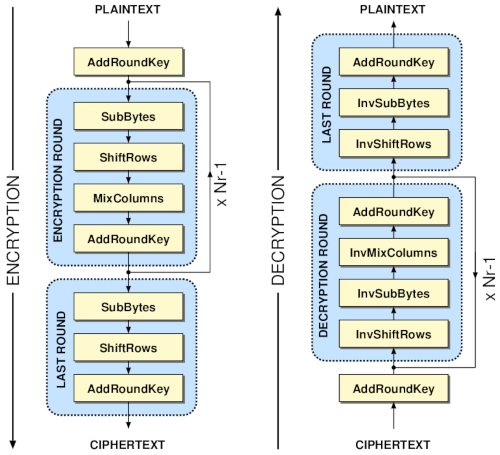 PLAINTEXT
AddRoundKey
ENCRYPTION ROUND
SubBytes
ShiftRows
MixColumns
AddRoundKey
x Nr-1
ENCRYPTION
LAST ROUND
SubBytes
ShiftRows
AddRoundKey
CIPHERTEXT
PLAINTEXT
LAST ROUND
AddRoundKey
InvSubBytes
InvShiftRows
DECRYPTION
DECRYPTION ROUND
AddRoundKey
InvMixColumns
InvSubBytes
InvShiftRows
x Nr-1
AddRoundKey
CIPHERTEXT